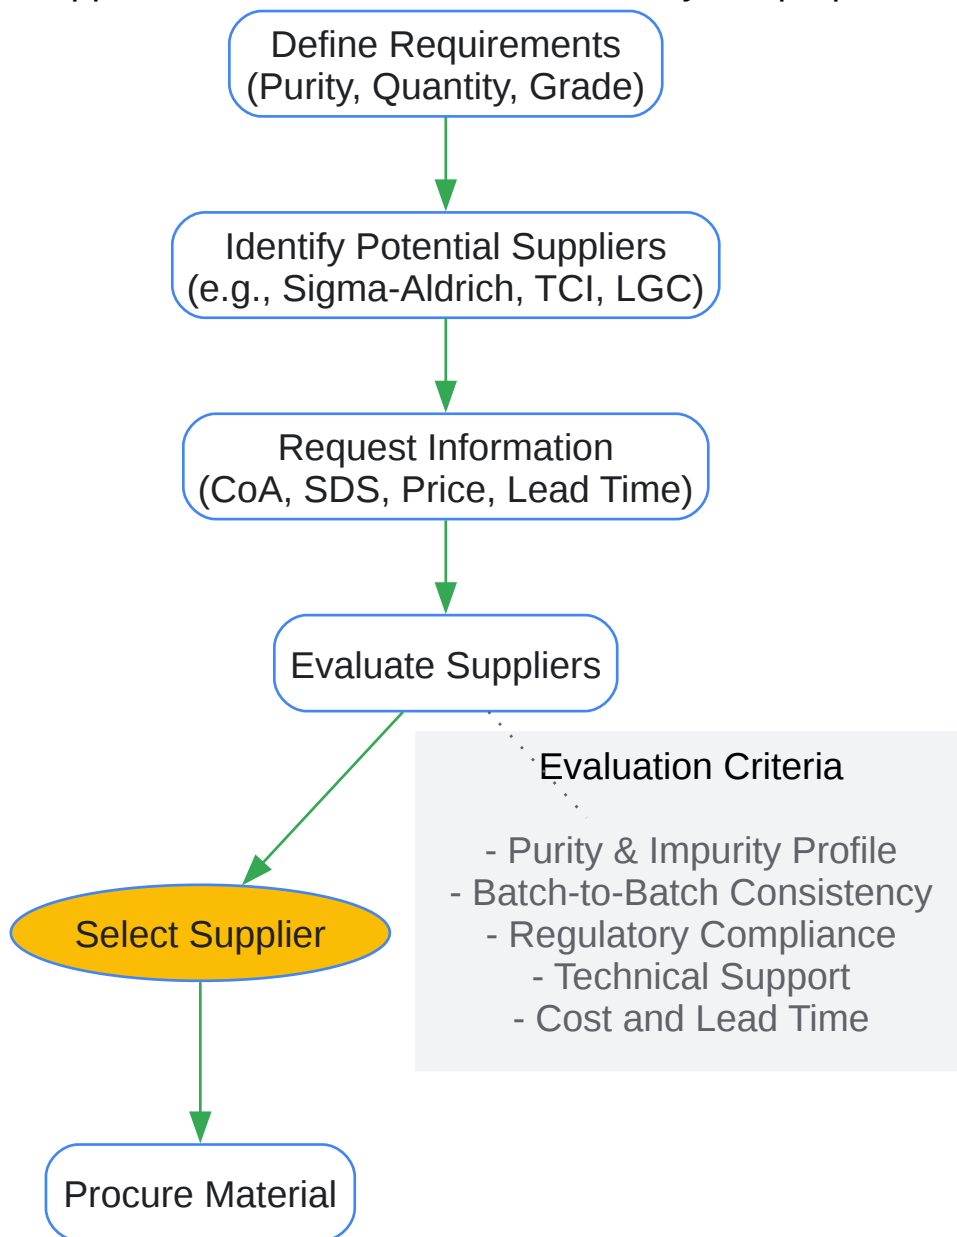 Define Requirements
(Purity, Quantity, Grade)
Identify Potential Suppliers
(e.g., Sigma-Aldrich, TCI, LGC)
Request Information
(CoA, SDS, Price, Lead Time)
Evaluate Suppliers
Evaluation Criteria
- Purity & Impurity Profile
- Batch-to-Batch Consistency
- Regulatory Compliance
- Technical Support
- Cost and Lead Time
Select Supplier
Procure Material